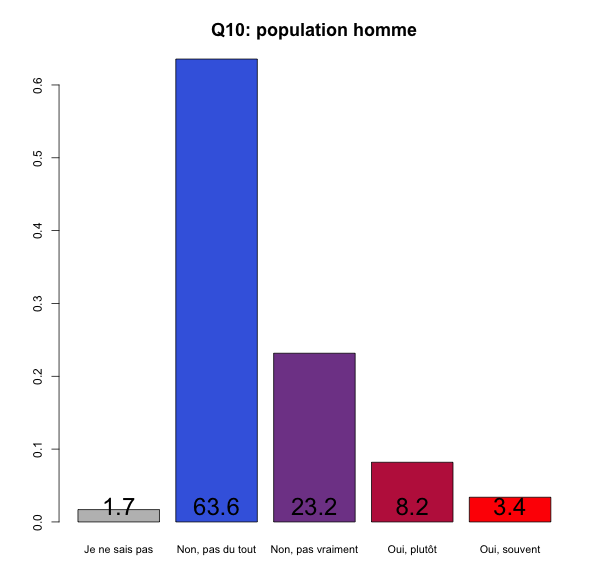 Q10: population homme
0.6
0.5
0.4
0.3
0.2
0.1
0.0
1.7 63.6 23.2 8.2 3.4
Je ne sais pas Non, pas du tout Non, pas vraiment Oui, plutôt Oui, souvent